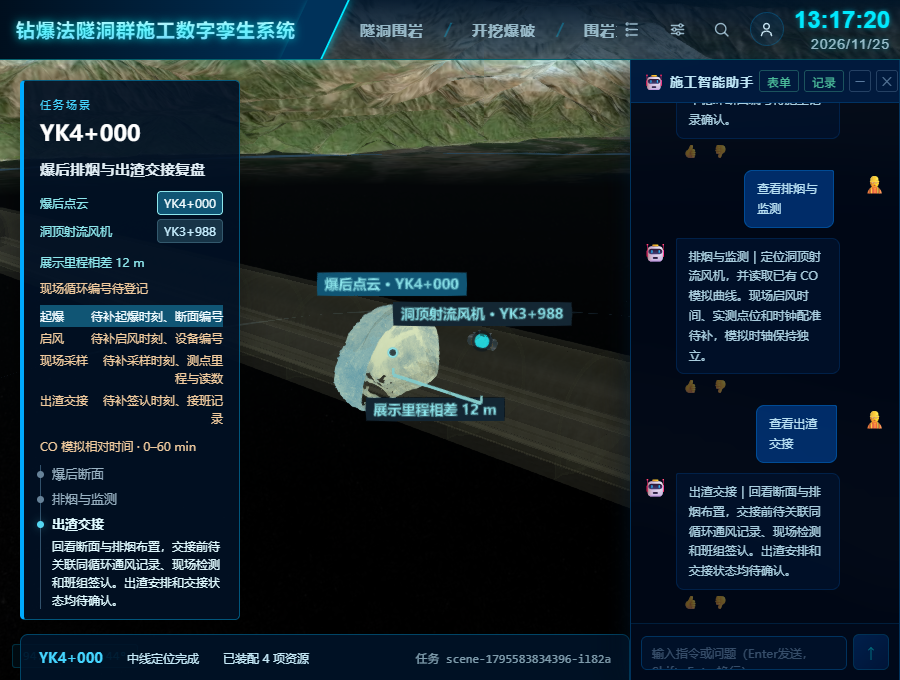 钻爆法隧洞群施工数字孪生系统
隧洞围岩 / 开挖爆破 / 围岩
13:17:20
2026/11/25
任务场景
YK4+000
爆后排烟与出渣交接复盘
爆后点云 YK4+000
洞顶射流风机 YK3+988
展示里程相差 12 m
现场循环编号待登记
起爆 待补起爆时刻、断面编号
启风 待补启风时刻、设备编号
现场采样 待补采样时刻、测点里
程与读数
出渣交接 待补签认时刻、接班记
录
CO 模拟相对时间 · 0–60 min
爆后断面
排烟与监测
出渣交接
回看断面与排烟布置，交接前待
关联同循环通风记录、现场检测
和班组签认。出渣安排和交接状
态均待确认。
爆后点云 • YK4+000
洞顶射流风机 • YK3+988
展示里程相差 12 m
YK4+000 中线定位完成 已装配 4 项资源 任务 scene-1795583834396-i182a
施工智能助手 表单 记录
录确认。
查看排烟与
监测
排烟与监测｜定位洞顶射
流风机，并读取已有 CO
模拟曲线。现场启风时
间、实测点位和时钟配准
待补，模拟时轴保持独
立。
查看出渣
交接
出渣交接｜回看断面与排
烟布置，交接前待关联同
循环通风记录、现场检测
和班组签认。出渣安排和
交接状态均待确认。
输入指令或问题（Enter发送，